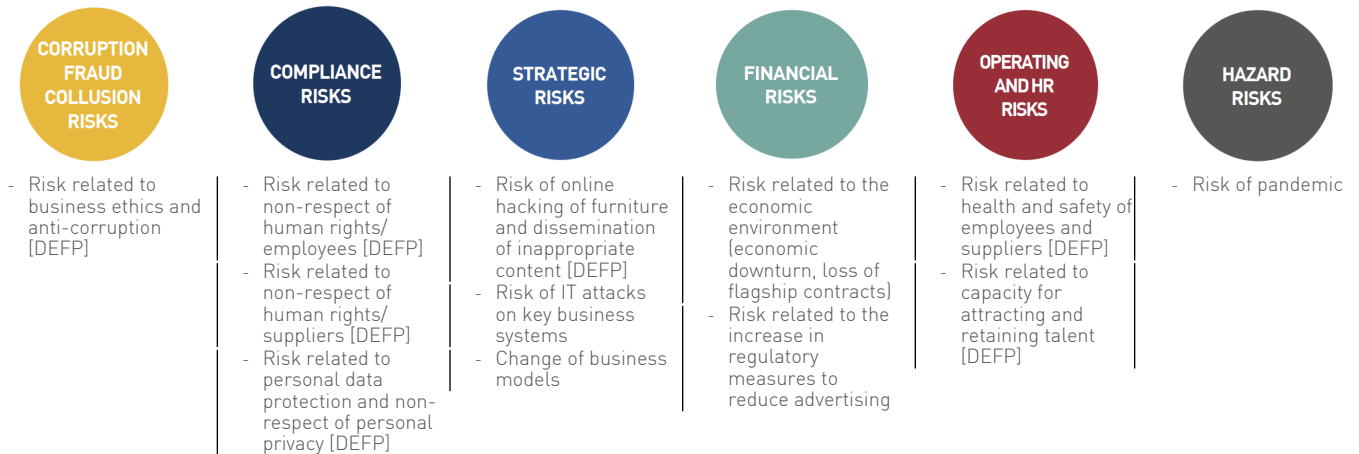 CORRUPTION
FRAUD
COLLUSION
RISKS
- Risk related to
business ethics and
anti-corruption
[DEFP]
COMPLIANCE
RISKS
- Risk related to
non-respect of
human rights/
employees [DEFP]
- Risk related to
non-respect of
human rights/
suppliers [DEFP]
- Risk related to
personal data
protection and non-
respect of personal
privacy [DEFP]
STRATEGIC
RISKS
- Risk of online
hacking of furniture
and dissemination
of inappropriate
content [DEFP]
- Risk of IT attacks
on key business
systems
- Change of business
models
FINANCIAL
RISKS
- Risk related to the
economic
environment
(economic
downturn, loss of
flagship contracts)
- Risk related to the
increase in
regulatory
measures to
reduce advertising
OPERATING
AND HR
RISKS
- Risk related to
health and safety of
employees and
suppliers [DEFP]
- Risk related to
capacity for
attracting and
retaining talent
[DEFP]
HAZARD
RISKS
- Risk of pandemic